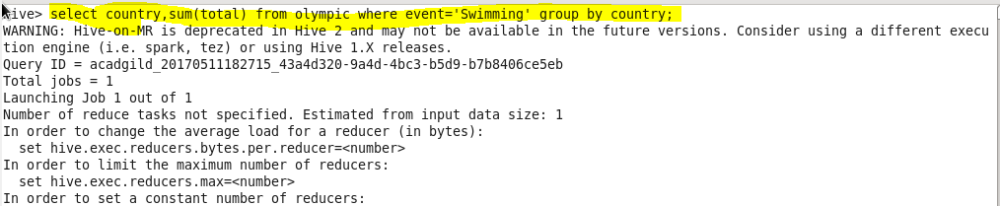 hive> select country,sum(total) from olympic where event='Swimming' group by country;
WARNING: Hive-on-MR is deprecated in Hive 2 and may not be available in the future versions. Consider using a different execu
tion engine (i.e. spark, tez) or using Hive 1.X releases.
Query ID = acadgild_20170511182715_43a4d320-9a4d-4bc3-b5d9-b7b8406ce5eb
Total jobs = 1
Launching Job 1 out of 1
Number of reduce tasks not specified. Estimated from input data size: 1
In order to change the average load for a reducer (in bytes):
  set hive.exec.reducers.bytes.per.reducer=<number>
In order to limit the maximum number of reducers:
  set hive.exec.reducers.max=<number>
In order to set a constant number of reducers: